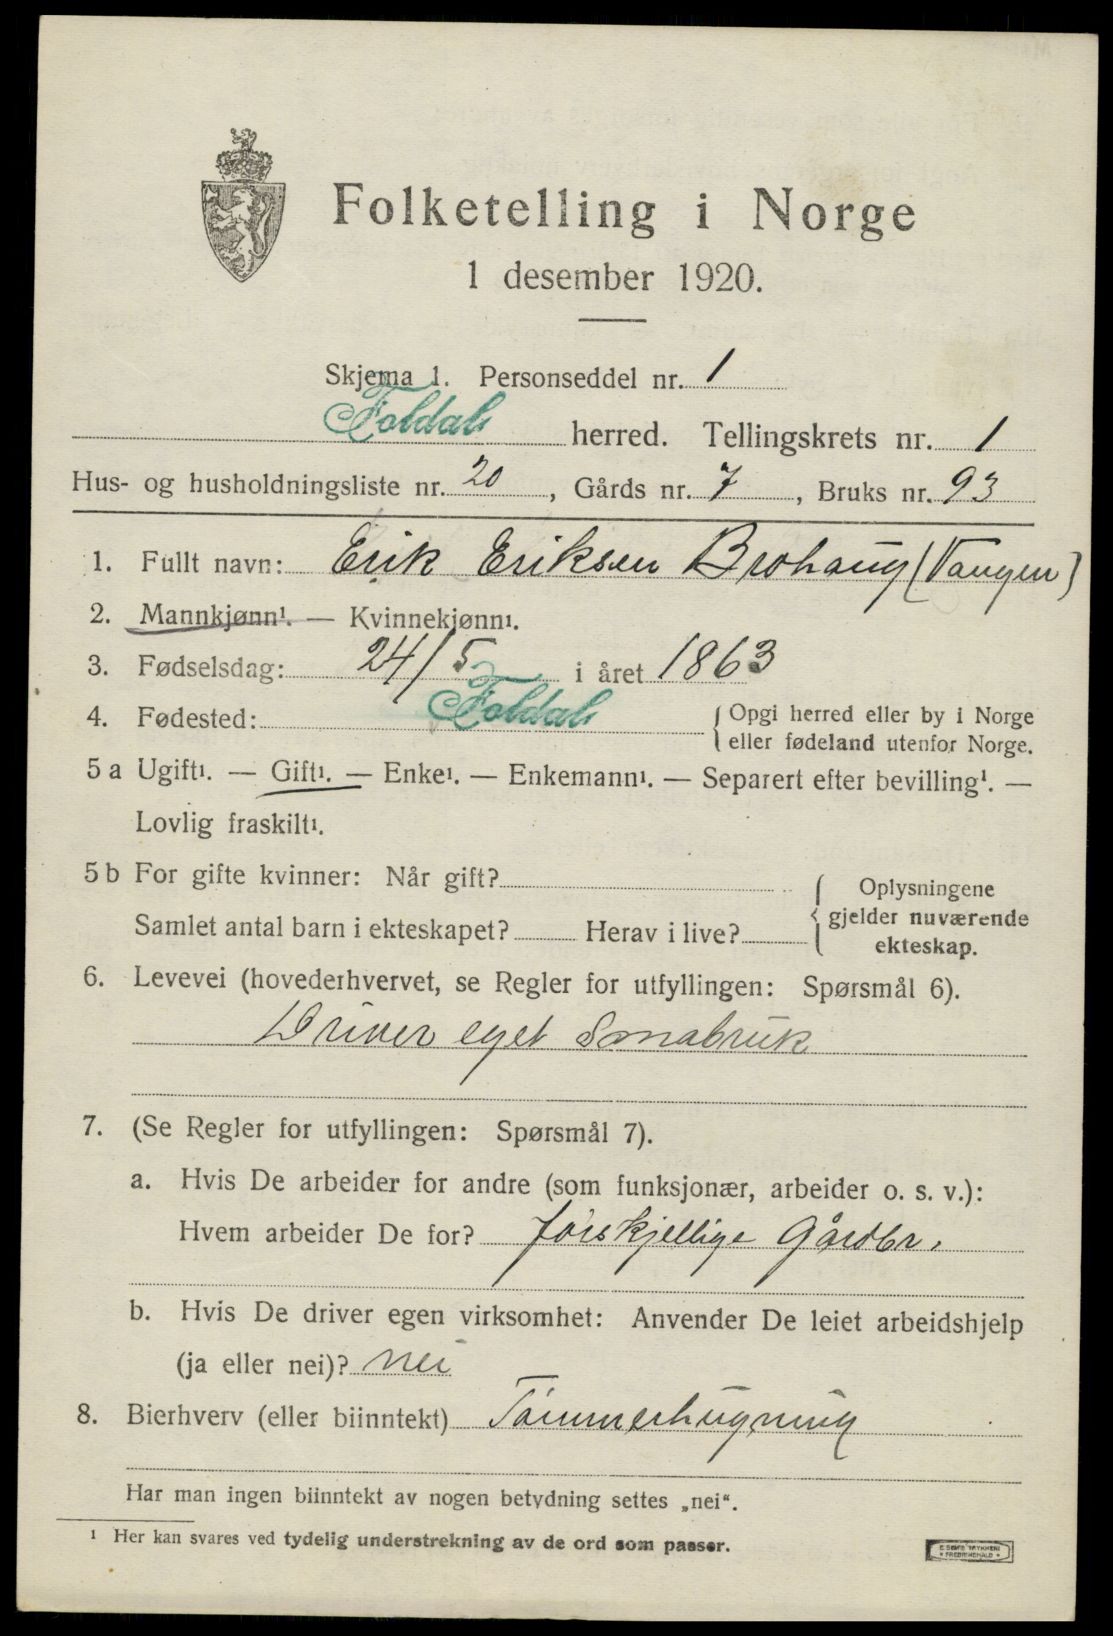 Folketelling i Norge
1 desember 1920.
Skjema 1. Personseddel nr. 1
Foldal herred. Tellingskrets nr. 1
Hus- og husholdningsliste nr. 20, Gårds nr. 7, Bruks nr. 93
1. Fullt navn: Erik Eriksen Brohaug (Vangen)
2. Mannkjønn¹. — Kvinnekjønn¹.
3. Fødselsdag: 24/5 i året 1863
4. Fødested: Foldal { Opgi herred eller by i Norge
eller fødeland utenfor Norge.
5 a Ugift¹. — Gift¹. — Enke¹. — Enkemann¹. — Separert efter bevilling¹. —
Lovlig fraskilt¹.
5 b For gifte kvinner: Når gift?
Samlet antal barn i ekteskapet? Herav i live?
{ Oplysningene
gjelder nuværende
ekteskap.
6. Levevei (hovederhvervet, se Regler for utfyllingen: Spørsmål 6).
Driver eget Smabruk
7. (Se Regler for utfyllingen: Spørsmål 7).
a. Hvis De arbeider for andre (som funksjonær, arbeider o. s. v.):
Hvem arbeider De for? forskjellige Gårdbr.
b. Hvis De driver egen virksomhet: Anvender De leiet arbeidshjelp
(ja eller nei)? nei
8. Bierhverv (eller biinntekt) Tømmerhugning
Har man ingen biinntekt av nogen betydning settes „nei“.
¹ Her kan svares ved tydelig understrekning av de ord som passer.